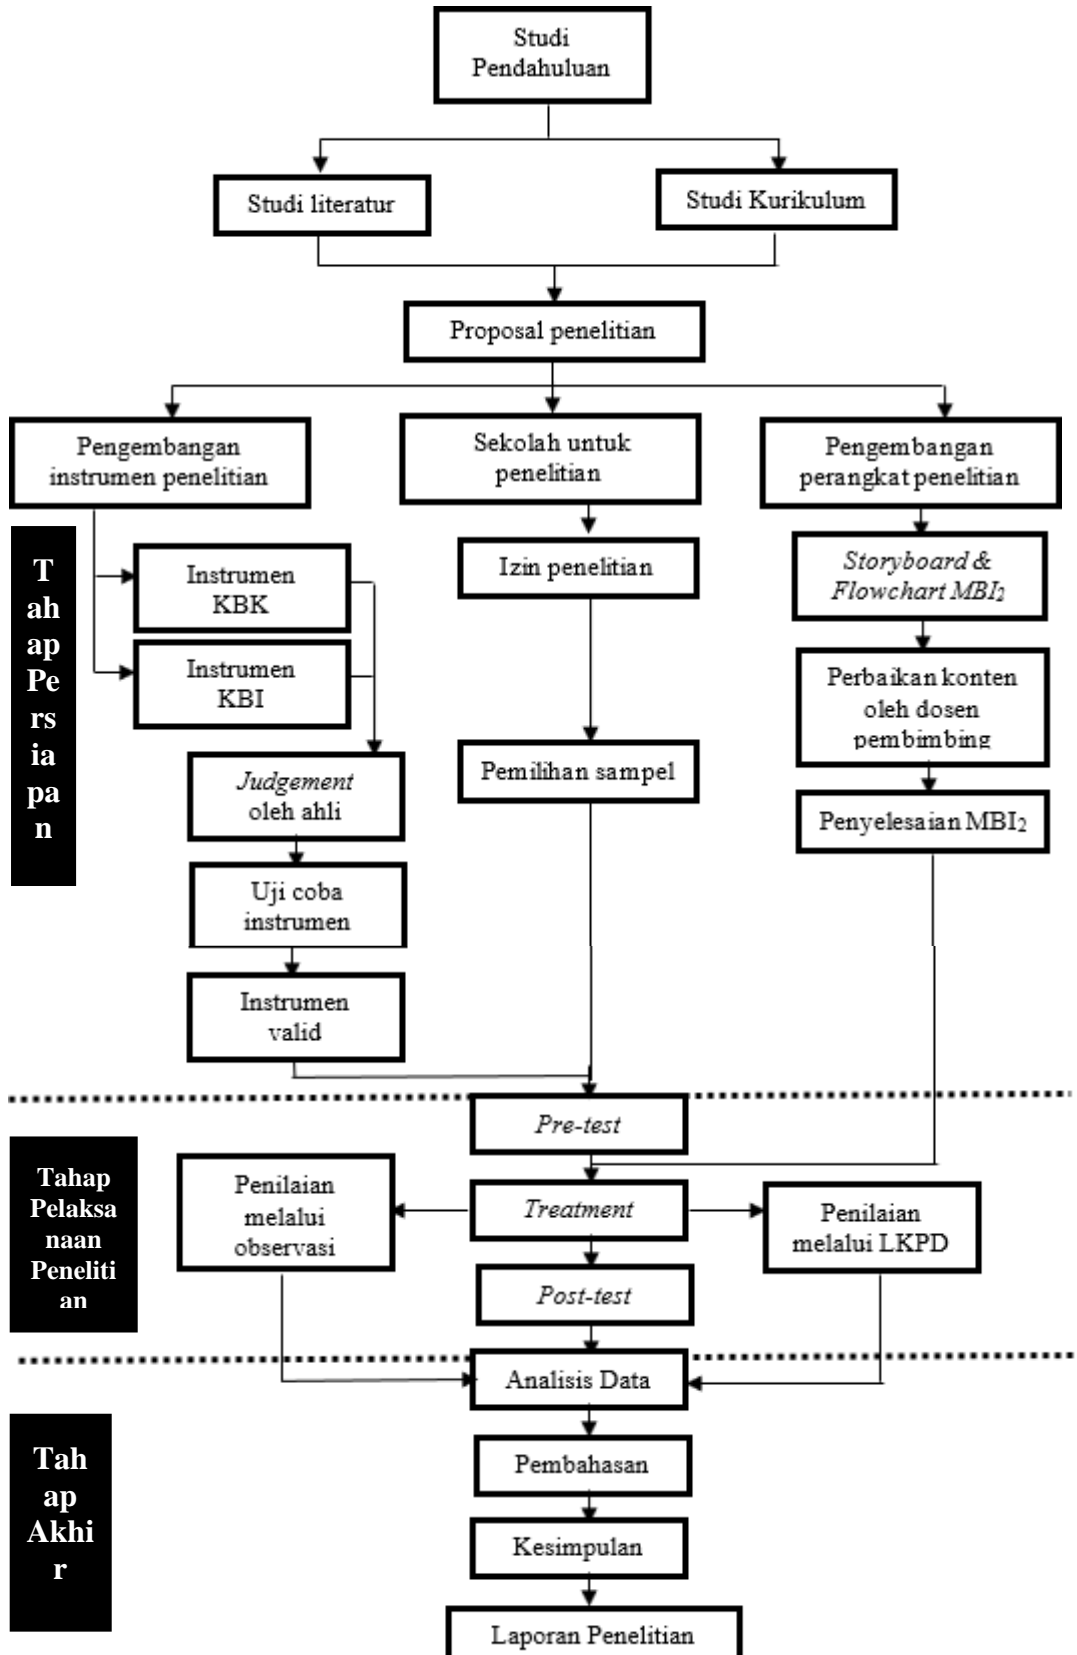 Studi
Pendahuluan
Studi literatur
Studi Kurikulum
Proposal penelitian
Pengembangan
instrumen penelitian
Sekolah untuk
penelitian
Pengembangan
perangkat penelitian
T
ah
ap
Pe
rs
ia
pa
n
Instrumen
KBK
Izin penelitian
Storyboard &
Flowchart MBI₂
Instrumen
KBI
Perbaikan konten
oleh dosen
pembimbing
Judgement
oleh ahli
Pemilihan sampel
Penyelesaian MBI₂
Uji coba
instrumen
Instrumen
valid
Pre-test
Tahap
Pelaksa
naan
Peneliti
an
Penilaian
melalui
observasi
Treatment
Penilaian
melalui LKPD
Post-test
Analisis Data
Tah
ap
Akhi
r
Pembahasan
Kesimpulan
Laporan Penelitian